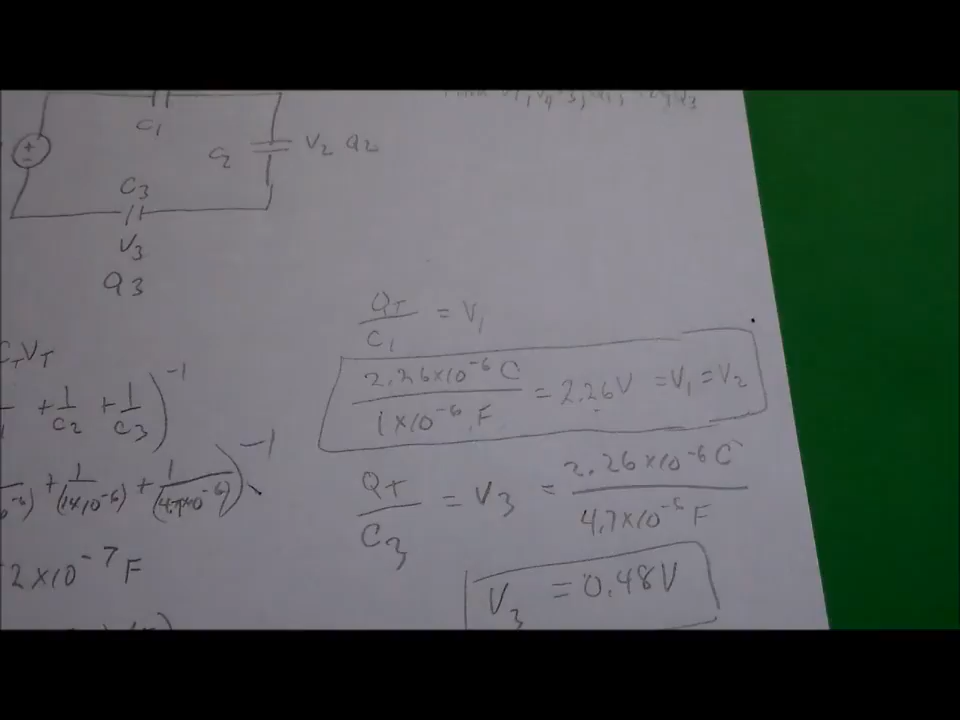 C1
C2 V2 Q2
C3
V3
Q3
QT/C1 = V1
CTVT
2.26×10^-6 C / 1×10^-6 F = 2.26V = V1 = V2
+ 1/C2 + 1/C3)^-1
+ 1/(1×10^-6) + 1/(4.7×10^-6))^-1
QT/C3 = V3 = 2.26×10^-6 C / 4.7×10^-6 F
2×10^-7 F
V3 = 0.48V